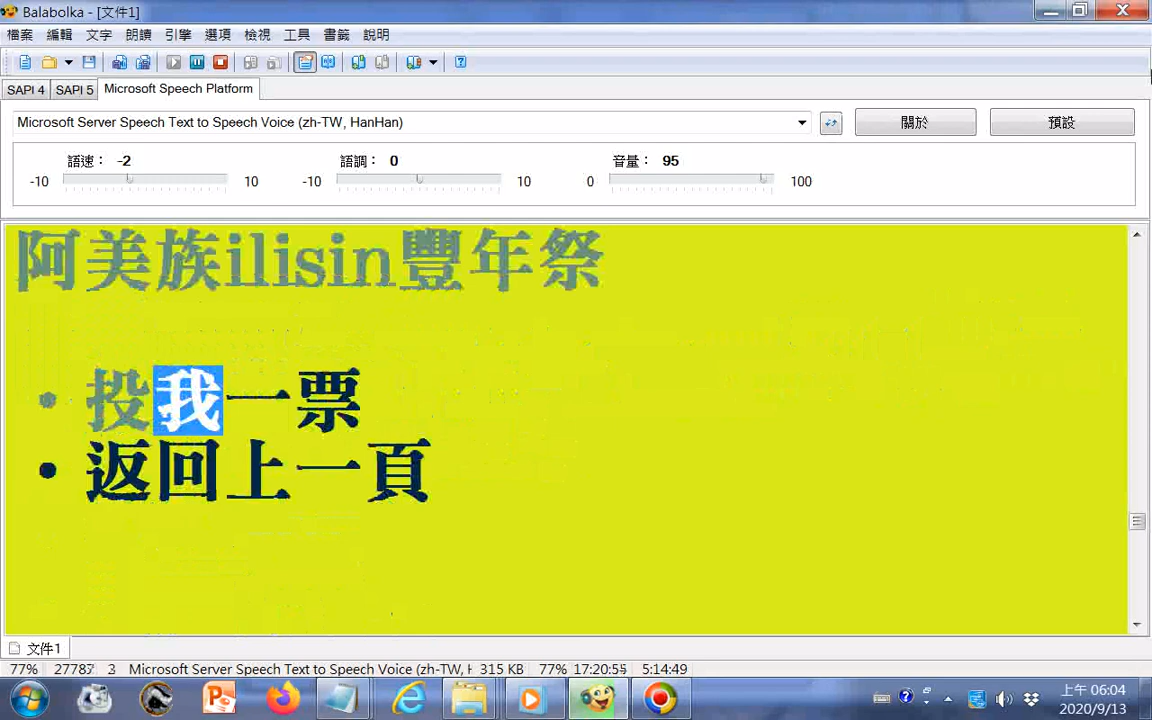 Balabolka - [文件1]
檔案 編輯 文字 朗讀 引擎 選項 檢視 工具 書籤 說明
SAPI 4 SAPI 5 Microsoft Speech Platform
Microsoft Server Speech Text to Speech Voice (zh-TW, HanHan) 關於 預設
語速： -2 語調： 0 音量： 95
-10 10 -10 10 0 100
阿美族ilisin豐年祭
• 投我一票
• 返回上一頁
文件1
77% Microsoft Server Speech Text to Speech Voice (zh-TW, H 315 KB 77% 17:20:55 5:14:49
上午 06:04
2020/9/13